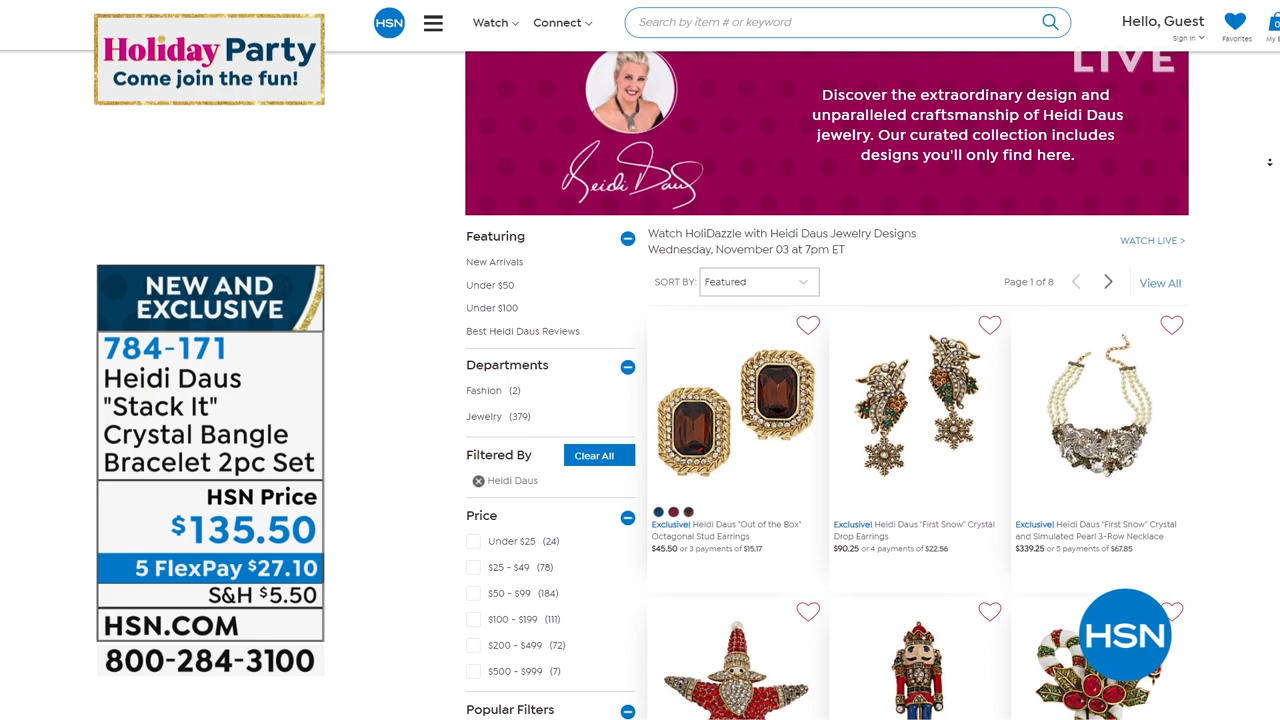 Holiday Party
Come join the fun!
HSN
Watch
Connect
Search by item # or keyword
Hello, Guest
Sign In
Favorites
0
LIVE
Discover the extraordinary design and
unparalleled craftsmanship of Heidi Daus
jewelry. Our curated collection includes
designs you'll only find here.
Heidi Daus
NEW AND
EXCLUSIVE
784-171
Heidi Daus
"Stack It"
Crystal Bangle
Bracelet 2pc Set
HSN Price
$135.50
5 FlexPay $27.10
S&H $5.50
HSN.COM
800-284-3100
Featuring
New Arrivals
Under $50
Under $100
Best Heidi Daus Reviews
Departments
Fashion (2)
Jewelry (379)
Filtered By
Clear All
Heidi Daus
Price
Under $25 (24)
$25 - $49 (78)
$50 - $99 (184)
$100 - $199 (111)
$200 - $499 (72)
$500 - $999 (7)
Popular Filters
Watch HoliDazzle with Heidi Daus Jewelry Designs
Wednesday, November 03 at 7pm ET
WATCH LIVE >
SORT BY: Featured
Page 1 of 8
View All
Exclusive! Heidi Daus "Out of the Box"
Octagonal Stud Earrings
$45.50 or 3 payments of $15.17
Exclusive! Heidi Daus "First Snow" Crystal
Drop Earrings
$90.25 or 4 payments of $22.56
Exclusive! Heidi Daus "First Snow" Crystal
and Simulated Pearl 3-Row Necklace
$339.25 or 5 payments of $67.85
HSN